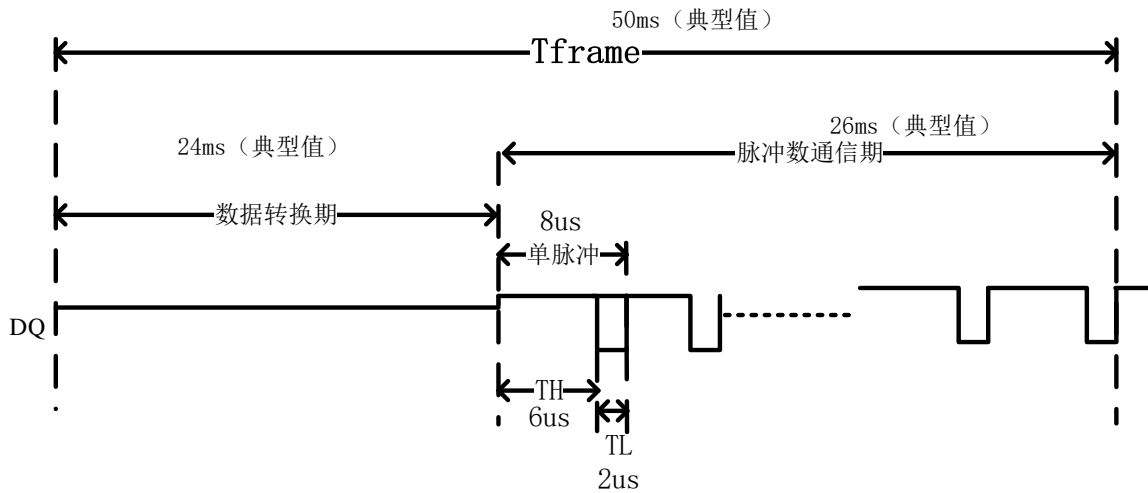 50ms（典型值）
Tframe
24ms（典型值）
26ms（典型值）
脉冲数通信期
数据转换期
8us
单脉冲
DQ
TH
6us
TL
2us